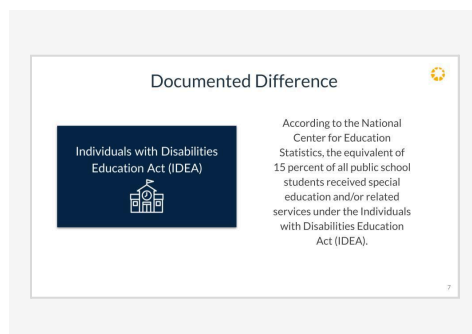 Documented Difference
Individuals with Disabilities
Education Act (IDEA)
According to the National
Center for Education
Statistics, the equivalent of
15 percent of all public school
students received special
education and/or related
services under the Individuals
with Disabilities Education
Act (IDEA).
7